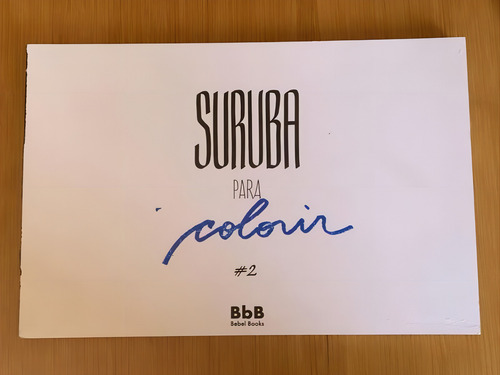 SURUBA
PARA
colorir
#2
BbB
Bebel Books